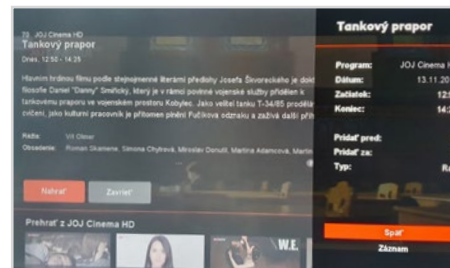 73. JOJ Cinema HD
Tankový prapor
Dnes, 12:50 - 14:25
Hlavním hrdinou filmu podle stejnojmenné literární předlohy Josefa Škvoreckého je
filosofie Daniel "Danny" Smiřický, který je v rámci povinné vojenské služby přidělen k
tankovému praporu ve vojenském prostoru Kobylec. Jako velitel tanku T-34/85
cvičení, jako kulturní pracovník je přítomen plnění Fučíkova odznaku a zažívá další
Réžia: Vít Olmer
Obsadenie: Roman Skamene, Simona Chytrová, Miroslav Donutil, Martina Adamcová,
Nahrať
Zavrieť
Prehrať z JOJ Cinema HD
W.E.
Tankový prapor
Program: JOJ Cinema
Dátum: 13.11.20
Začiatok: 12:
Koniec: 14:
Pridať pred:
Pridať za:
Typ:
Späť
Záznam